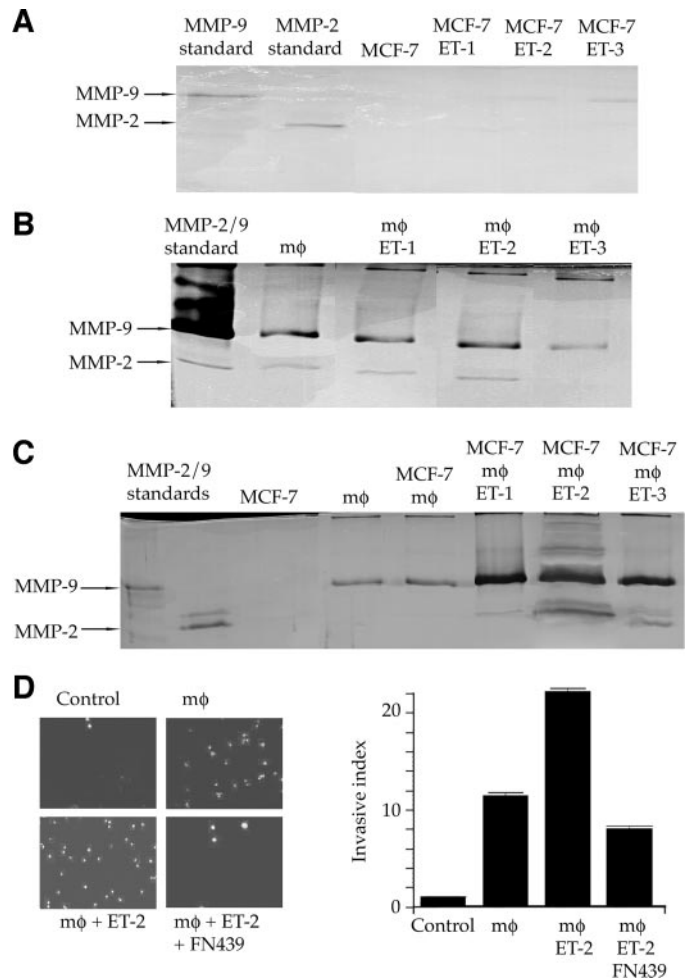 A
MMP-9
standard
MMP-2
standard
MCF-7
MCF-7
ET-1
MCF-7
ET-2
MCF-7
ET-3
MMP-9
MMP-2
B
MMP-2/9
standard
mϕ
mϕ
ET-1
mϕ
ET-2
mϕ
ET-3
MMP-9
MMP-2
C
MMP-2/9
standards
MCF-7
mϕ
MCF-7
mϕ
MCF-7
mϕ
ET-1
MCF-7
mϕ
ET-2
MCF-7
mϕ
ET-3
MMP-9
MMP-2
D
Control
mϕ
mϕ + ET-2
mϕ + ET-2
+ FN439
Invasive index
20
10
0
Control
mϕ
mϕ
ET-2
mϕ
ET-2
FN439